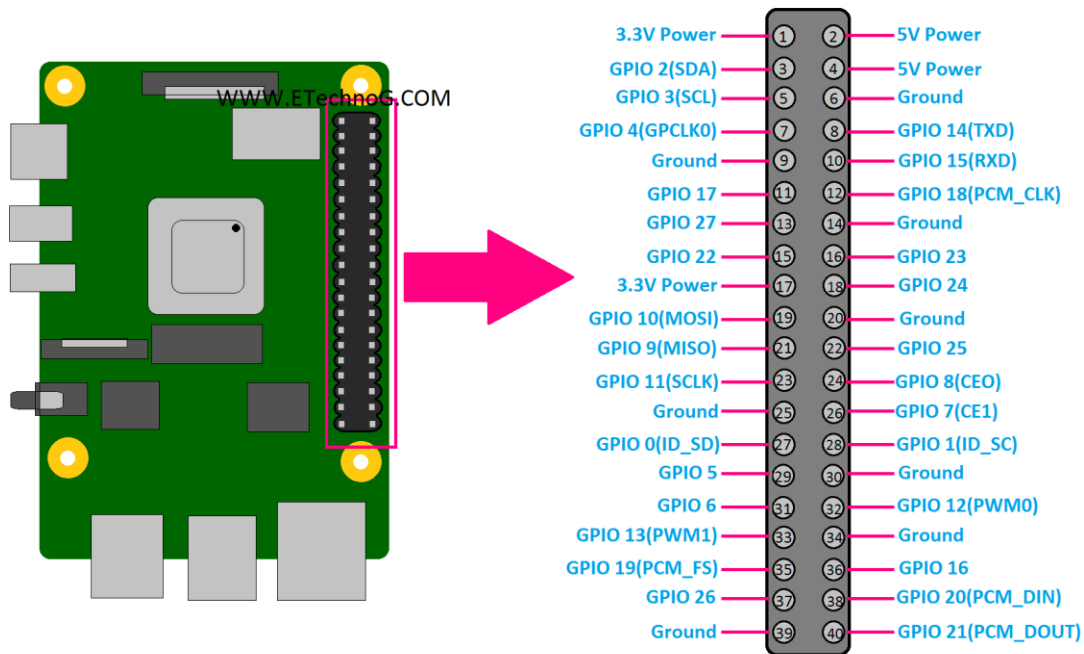 WWW.ETechnoG.COM
3.3V Power 1 2 5V Power
GPIO 2(SDA) 3 4 5V Power
GPIO 3(SCL) 5 6 Ground
GPIO 4(GPCLK0) 7 8 GPIO 14(TXD)
Ground 9 10 GPIO 15(RXD)
GPIO 17 11 12 GPIO 18(PCM_CLK)
GPIO 27 13 14 Ground
GPIO 22 15 16 GPIO 23
3.3V Power 17 18 GPIO 24
GPIO 10(MOSI) 19 20 Ground
GPIO 9(MISO) 21 22 GPIO 25
GPIO 11(SCLK) 23 24 GPIO 8(CEO)
Ground 25 26 GPIO 7(CE1)
GPIO 0(ID_SD) 27 28 GPIO 1(ID_SC)
GPIO 5 29 30 Ground
GPIO 6 31 32 GPIO 12(PWM0)
GPIO 13(PWM1) 33 34 Ground
GPIO 19(PCM_FS) 35 36 GPIO 16
GPIO 26 37 38 GPIO 20(PCM_DIN)
Ground 39 40 GPIO 21(PCM_DOUT)